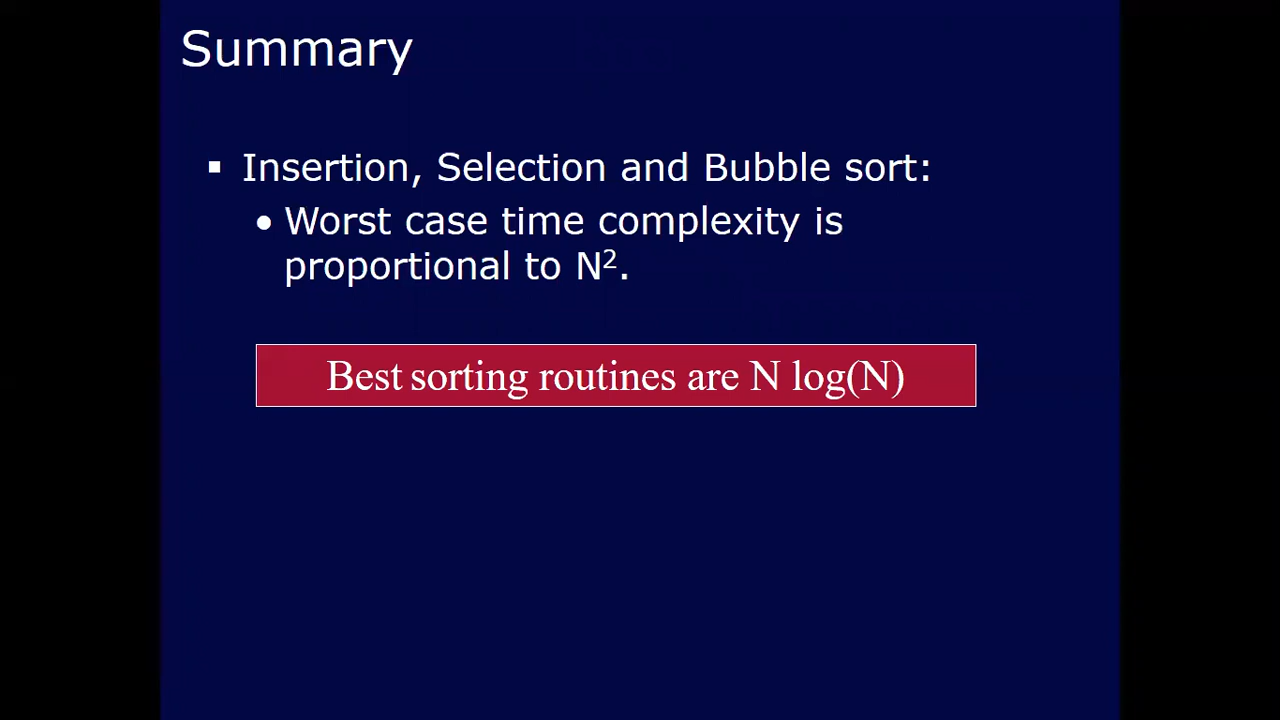 Summary
▪ Insertion, Selection and Bubble sort:
• Worst case time complexity is
proportional to N².
Best sorting routines are N log(N)